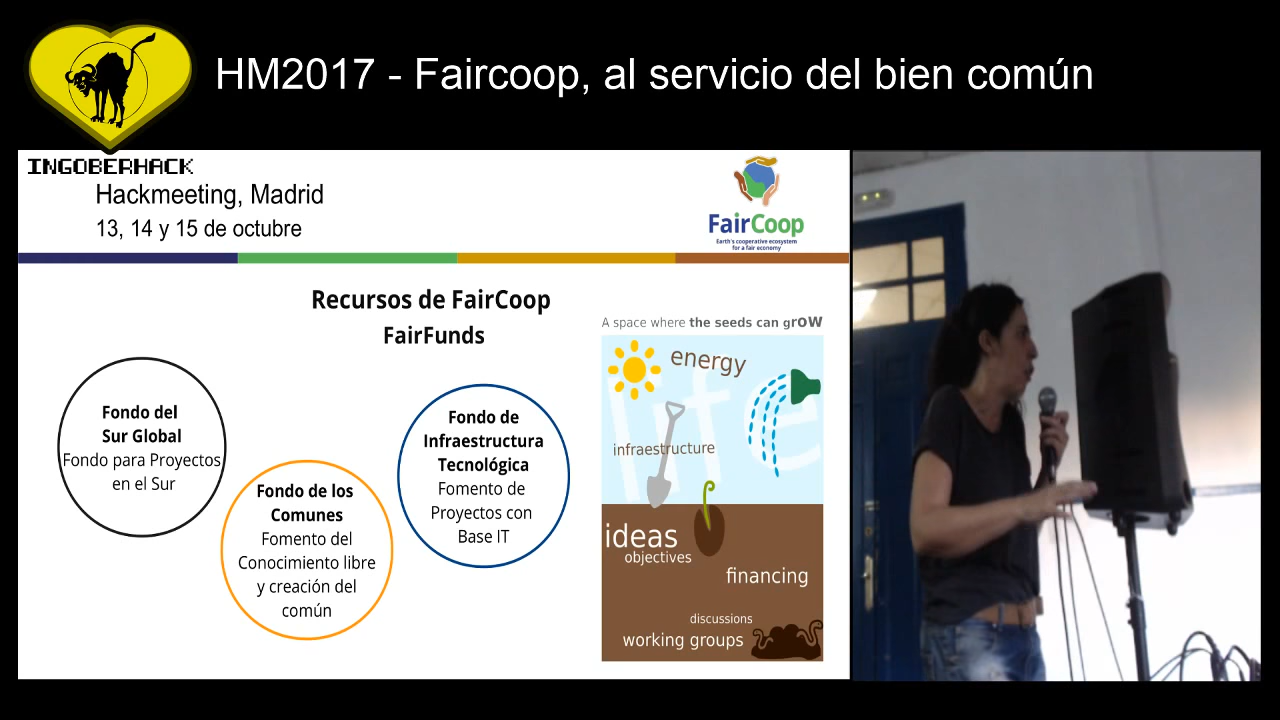 HM2017 - Faircoop, al servicio del bien común
INGOBERHACK
Hackmeeting, Madrid
13, 14 y 15 de octubre
FairCoop
Earth's cooperative ecosystem
for a fair economy
Recursos de FairCoop
FairFunds
Fondo del
Sur Global
Fondo para Proyectos
en el Sur
Fondo de los
Comunes
Fomento del
Conocimiento libre
y creación del
común
Fondo de
Infraestructura
Tecnológica
Fomento de
Proyectos con
Base IT
A space where the seeds can grow
life
energy
infraestructure
ideas
objectives
financing
discussions
working groups